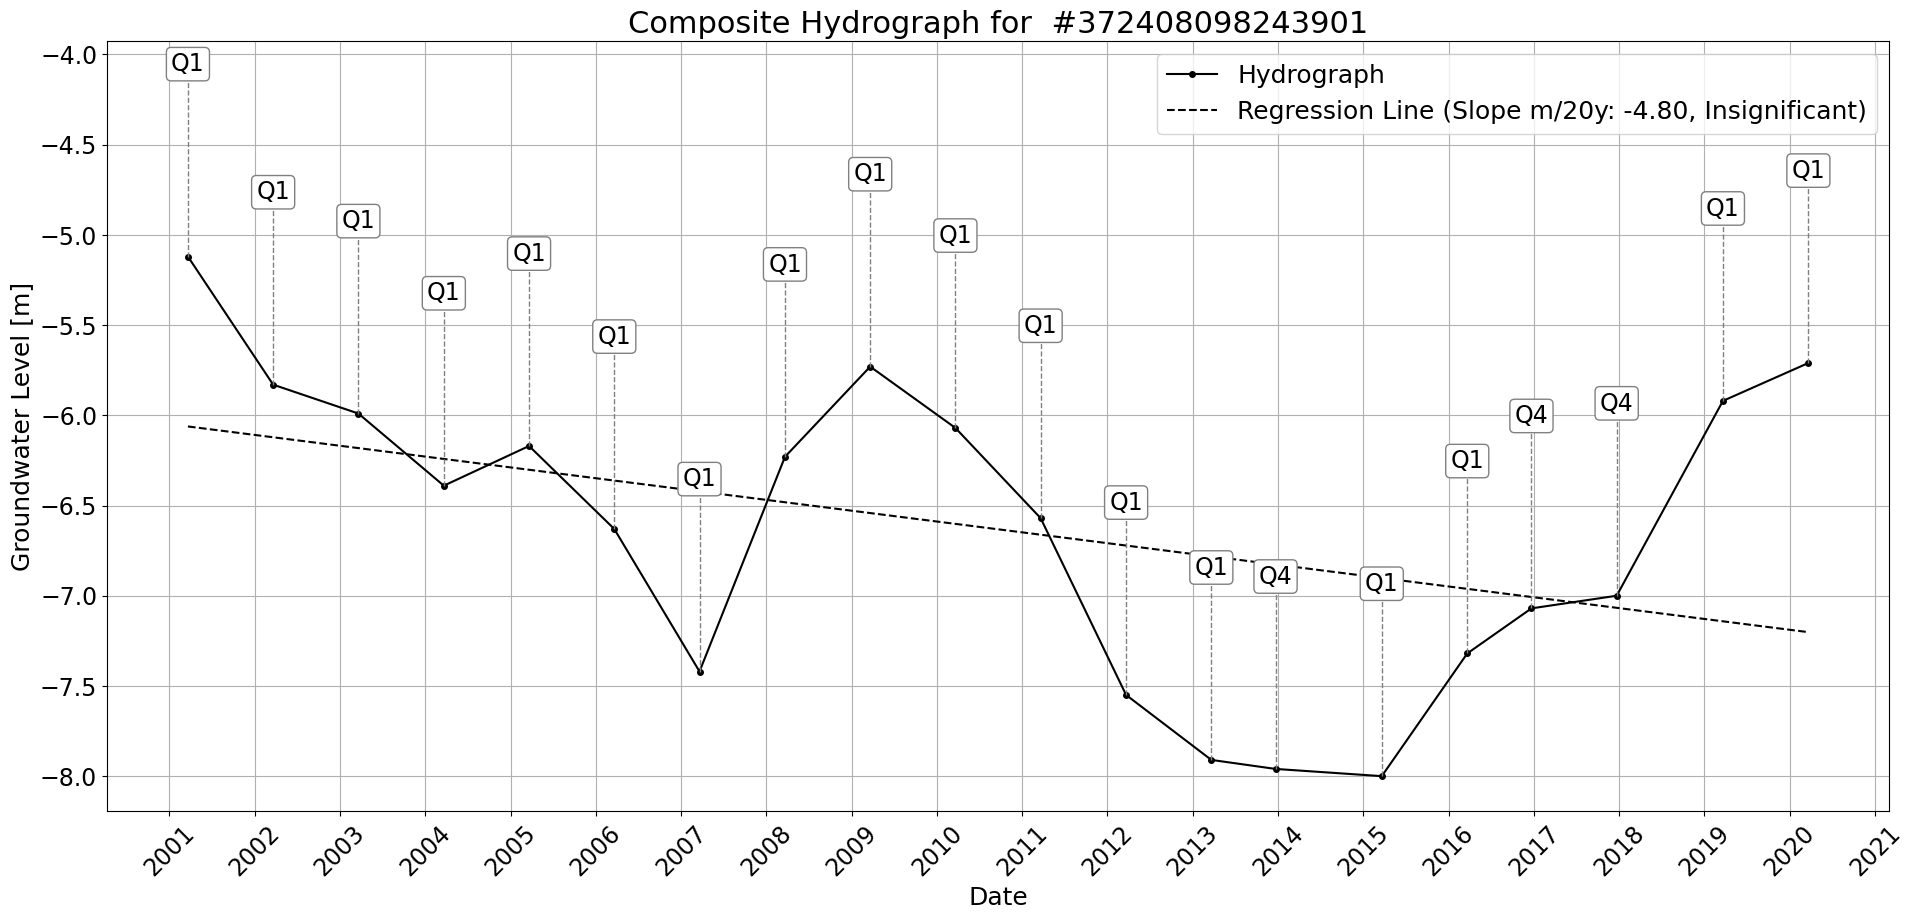 Composite Hydrograph for  #372408098243901
Hydrograph
Regression Line (Slope m/20y: -4.80, Insignificant)
Groundwater Level [m]
−4.0
−4.5
−5.0
−5.5
−6.0
−6.5
−7.0
−7.5
−8.0
Q1
Q1
Q1
Q1
Q1
Q1
Q1
Q1
Q1
Q1
Q1
Q1
Q1
Q4
Q1
Q1
Q4
Q4
Q1
Q1
2001
2002
2003
2004
2005
2006
2007
2008
2009
2010
2011
2012
2013
2014
2015
2016
2017
2018
2019
2020
2021
Date